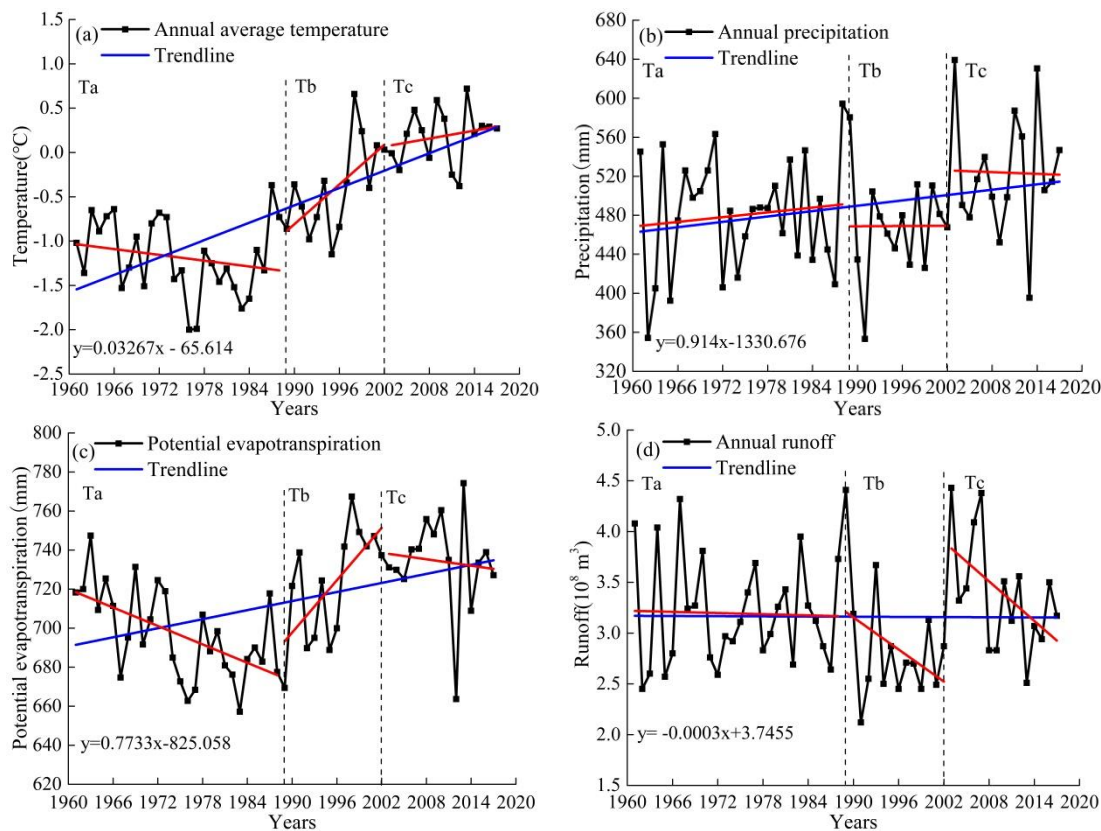 (a)
Annual average temperature
Trendline
Ta
Tb
Tc
1.5
1.0
0.5
0.0
-0.5
-1.0
-1.5
-2.0
-2.5
Temperature(°C)
y=0.03267x - 65.614
1960 1966 1972 1978 1984 1990 1996 2002 2008 2014 2020
Years
(b)
Annual precipitation
Trendline
Ta
Tb
Tc
680
640
600
560
520
480
440
400
360
320
Precipitation (mm)
y=0.914x-1330.676
1960 1966 1972 1978 1984 1990 1996 2002 2008 2014 2020
Years
(c)
Potential evapotranspiration
Trendline
Ta
Tb
Tc
800
780
760
740
720
700
680
660
640
620
Potential evapotranspiration (mm)
y=0.7733x-825.058
1960 1966 1972 1978 1984 1990 1996 2002 2008 2014 2020
Years
(d)
Annual runoff
Trendline
Ta
Tb
Tc
5.0
4.5
4.0
3.5
3.0
2.5
2.0
1.5
Runoff(10⁸ m³)
y= -0.0003x+3.7455
1960 1966 1972 1978 1984 1990 1996 2002 2008 2014 2020
Years